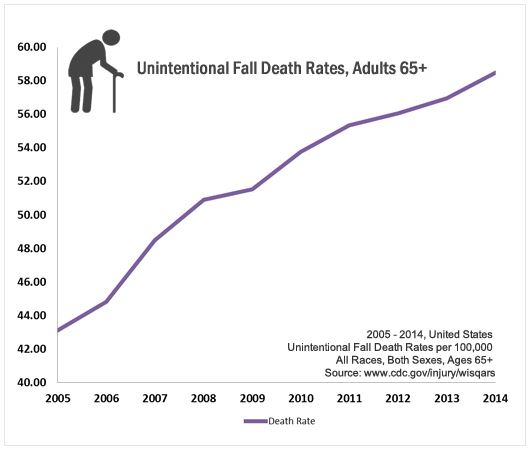 Unintentional Fall Death Rates, Adults 65+
60.00
58.00
56.00
54.00
52.00
50.00
48.00
46.00
44.00
42.00
40.00
2005 2006 2007 2008 2009 2010 2011 2012 2013 2014
2005 - 2014, United States
Unintentional Fall Death Rates per 100,000
All Races, Both Sexes, Ages 65+
Source: www.cdc.gov/injury/wisqars
Death Rate